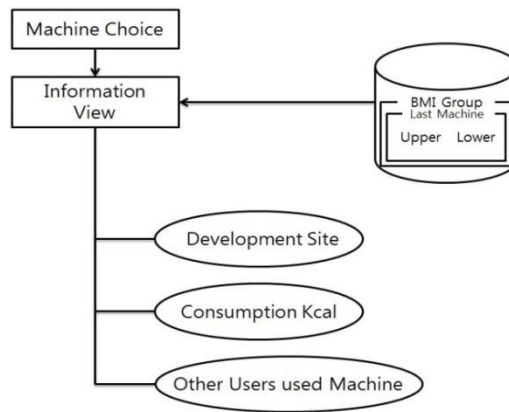 Machine Choice
Information
View
BMI Group
Last Machine
Upper Lower
Development Site
Consumption Kcal
Other Users used Machine